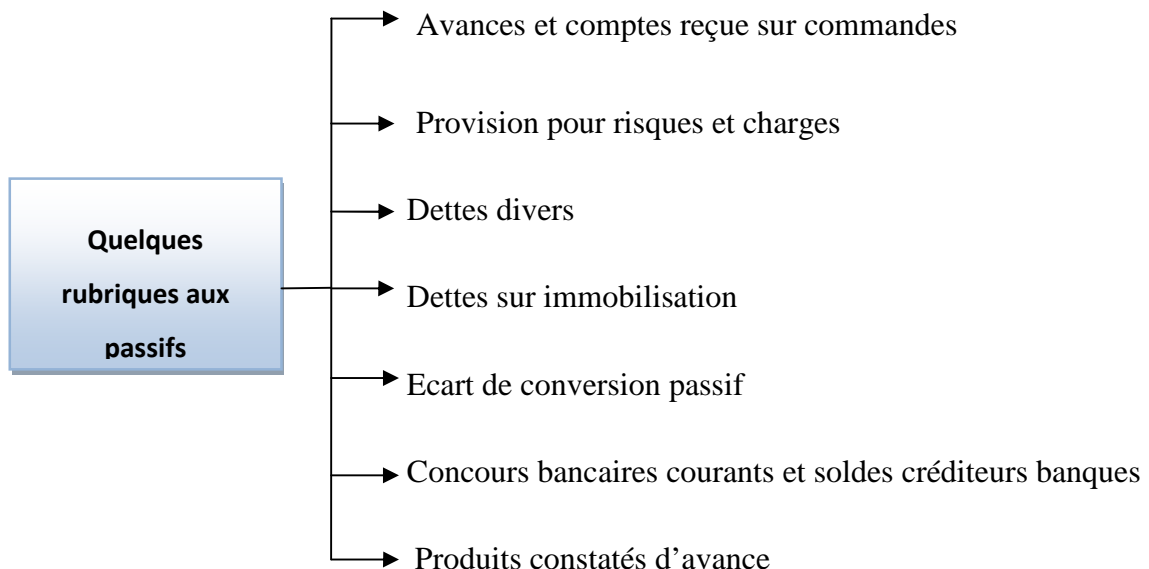 Avances et comptes reçue sur commandes
Provision pour risques et charges
Dettes divers
Quelques
rubriques aux
passifs
Dettes sur immobilisation
Ecart de conversion passif
Concours bancaires courants et soldes créditeurs banques
Produits constatés d’avance